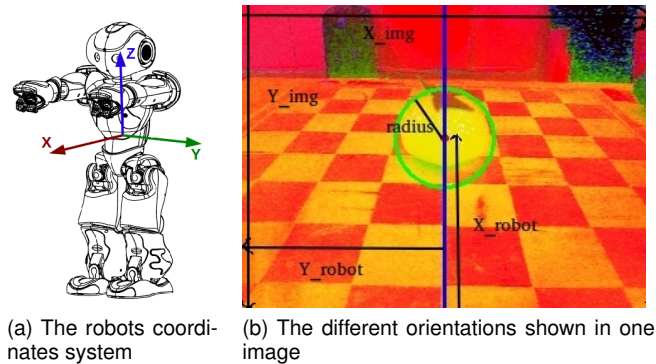 Z
X
Y
X_img
Y_img
radius
X_robot
Y_robot
(a) The robots coordi-
nates system
(b) The different orientations shown in one
image